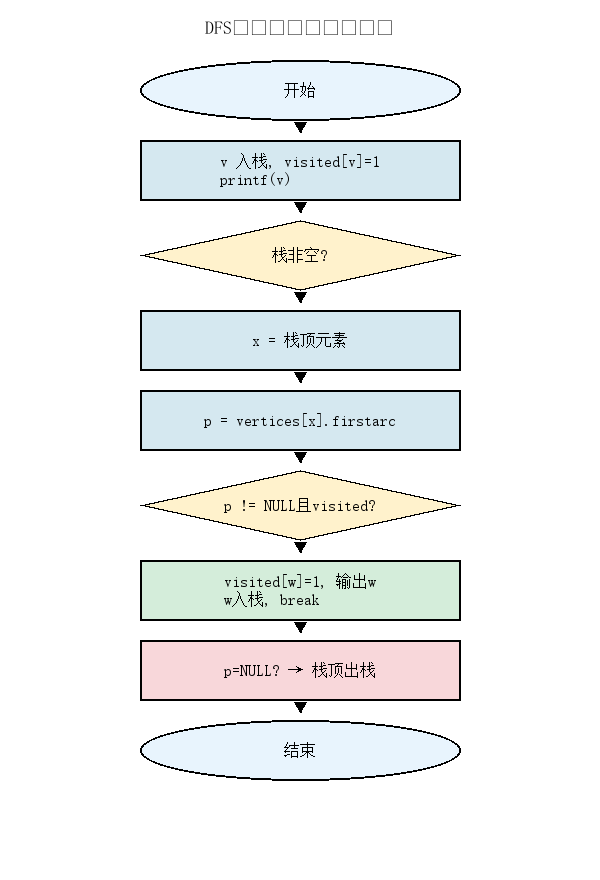 DFS□□□□□□□□□
开始
v 入栈, visited[v]=1
printf(v)
栈非空?
x = 栈顶元素
p = vertices[x].firstarc
p != NULL且visited?
visited[w]=1, 输出w
w入栈, break
p=NULL? → 栈顶出栈
结束